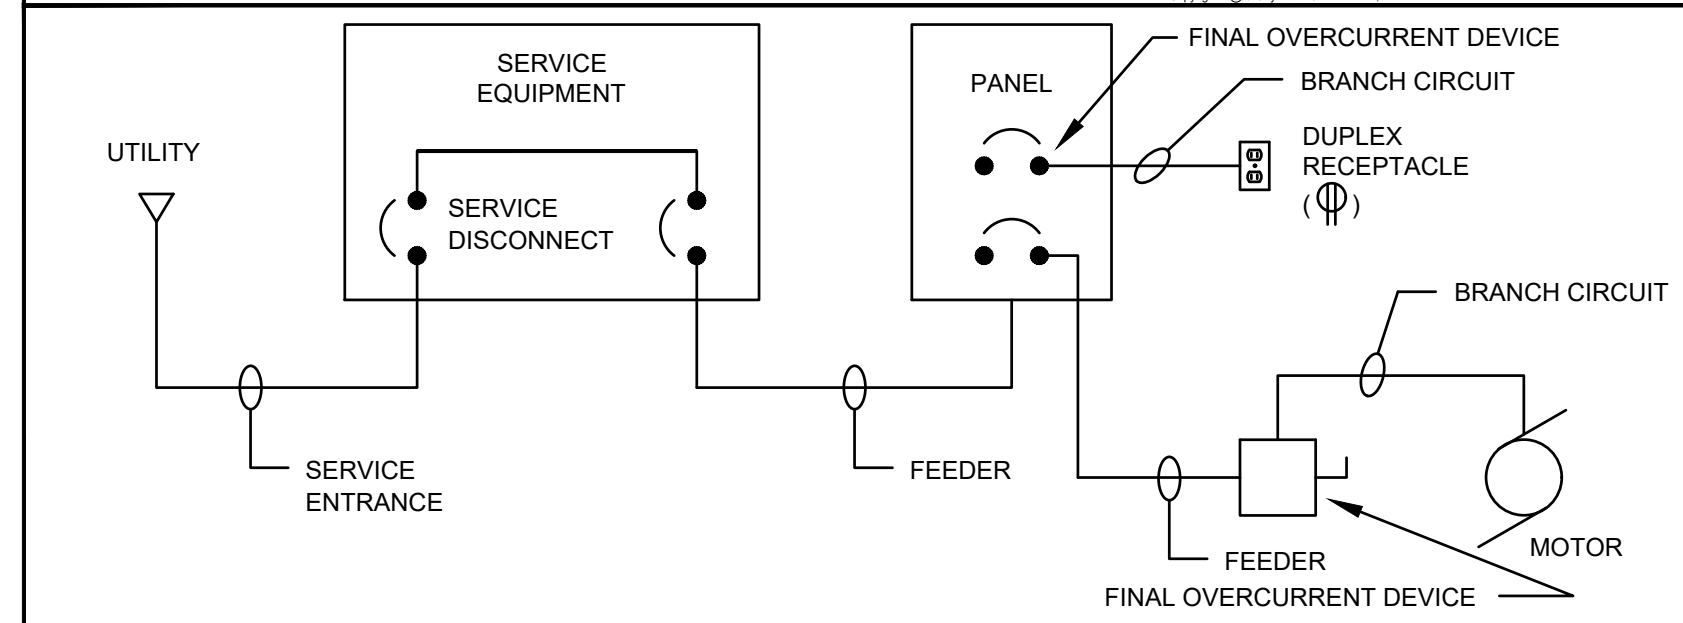 FINAL OVERCURRENT DEVICE
SERVICE
EQUIPMENT
PANEL
BRANCH CIRCUIT
UTILITY
DUPLEX
RECEPTACLE
( )
SERVICE
DISCONNECT
BRANCH CIRCUIT
SERVICE
ENTRANCE
FEEDER
MOTOR
FEEDER
FINAL OVERCURRENT DEVICE